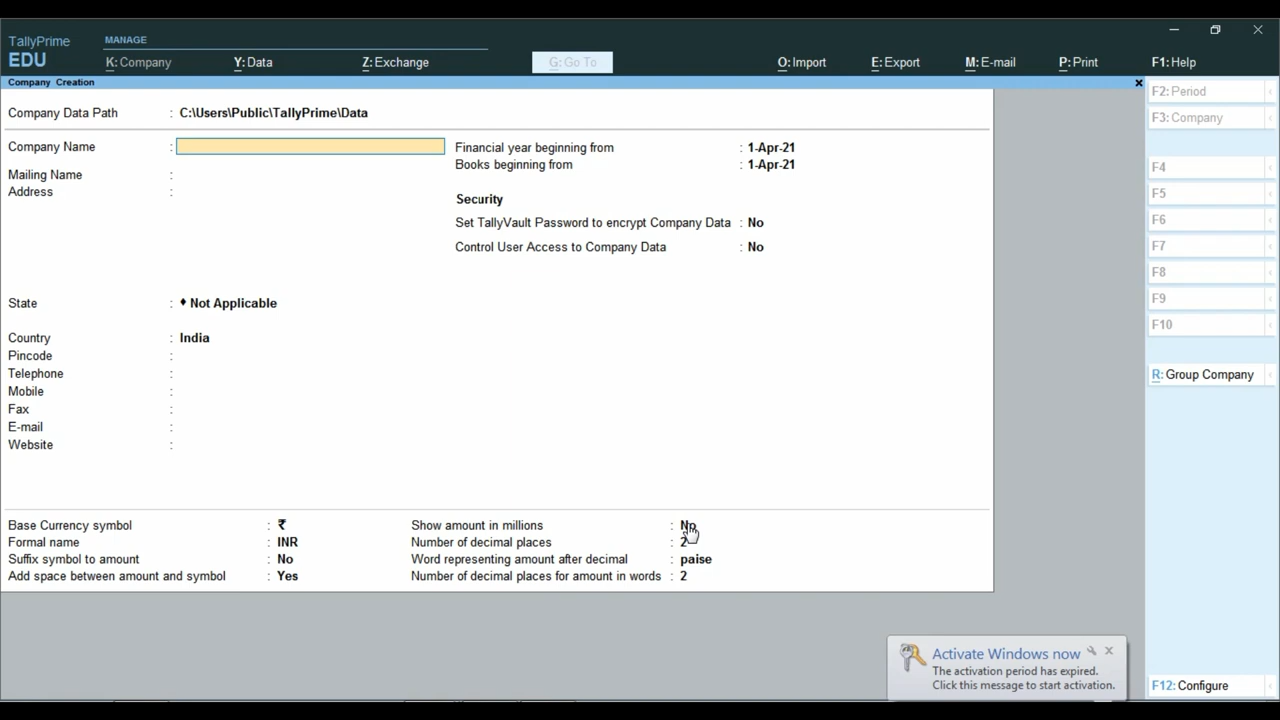 TallyPrime
EDU
MANAGE
K: Company
Y: Data
Z: Exchange
G: Go To
O: Import
E: Export
M: E-mail
P: Print
F1: Help
Company Creation
Company Data Path : C:\Users\Public\TallyPrime\Data
Company Name :
Mailing Name :
Address :
Financial year beginning from : 1-Apr-21
Books beginning from : 1-Apr-21
Security
Set TallyVault Password to encrypt Company Data : No
Control User Access to Company Data : No
State : ♦ Not Applicable
Country : India
Pincode :
Telephone :
Mobile :
Fax :
E-mail :
Website :
Base Currency symbol : ₹
Formal name : INR
Suffix symbol to amount : No
Add space between amount and symbol : Yes
Show amount in millions : No
Number of decimal places : 2
Word representing amount after decimal : paise
Number of decimal places for amount in words : 2
F2: Period
F3: Company
F4
F5
F6
F7
F8
F9
F10
R: Group Company
F12: Configure
Activate Windows now
The activation period has expired.
Click this message to start activation.